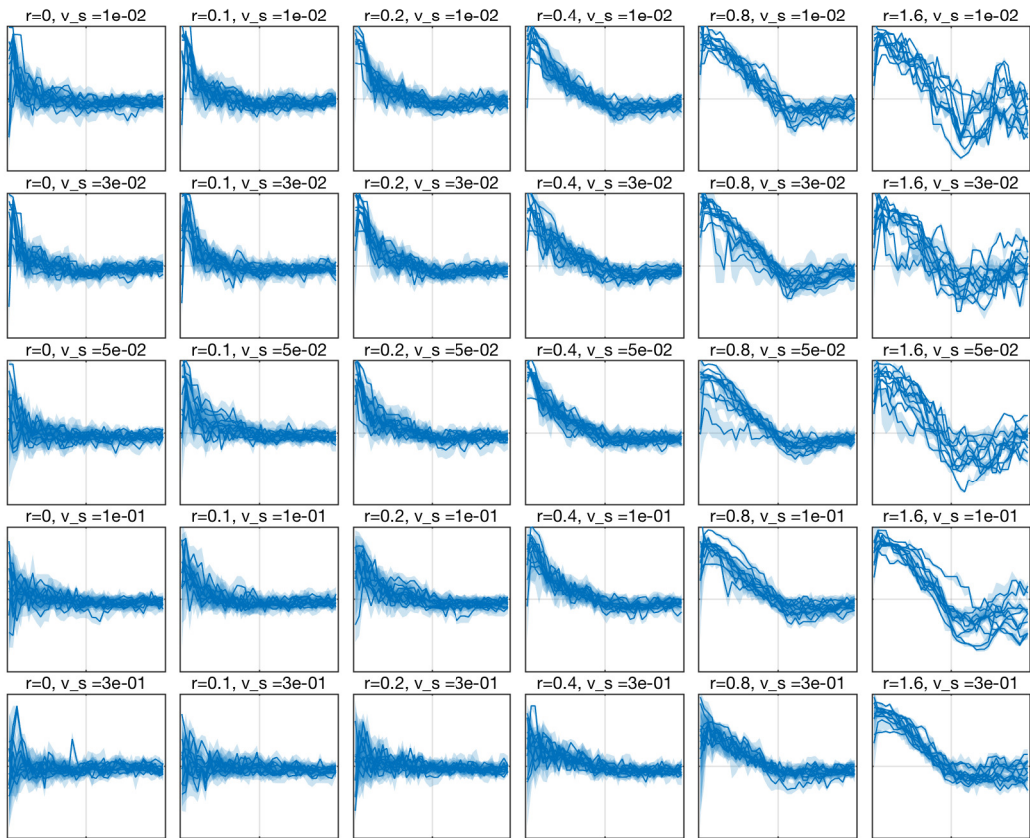 r=0, v_s =1e-02 r=0.1, v_s =1e-02 r=0.2, v_s =1e-02 r=0.4, v_s =1e-02 r=0.8, v_s =1e-02 r=1.6, v_s =1e-02
r=0, v_s =3e-02 r=0.1, v_s =3e-02 r=0.2, v_s =3e-02 r=0.4, v_s =3e-02 r=0.8, v_s =3e-02 r=1.6, v_s =3e-02
r=0, v_s =5e-02 r=0.1, v_s =5e-02 r=0.2, v_s =5e-02 r=0.4, v_s =5e-02 r=0.8, v_s =5e-02 r=1.6, v_s =5e-02
r=0, v_s =1e-01 r=0.1, v_s =1e-01 r=0.2, v_s =1e-01 r=0.4, v_s =1e-01 r=0.8, v_s =1e-01 r=1.6, v_s =1e-01
r=0, v_s =3e-01 r=0.1, v_s =3e-01 r=0.2, v_s =3e-01 r=0.4, v_s =3e-01 r=0.8, v_s =3e-01 r=1.6, v_s =3e-01